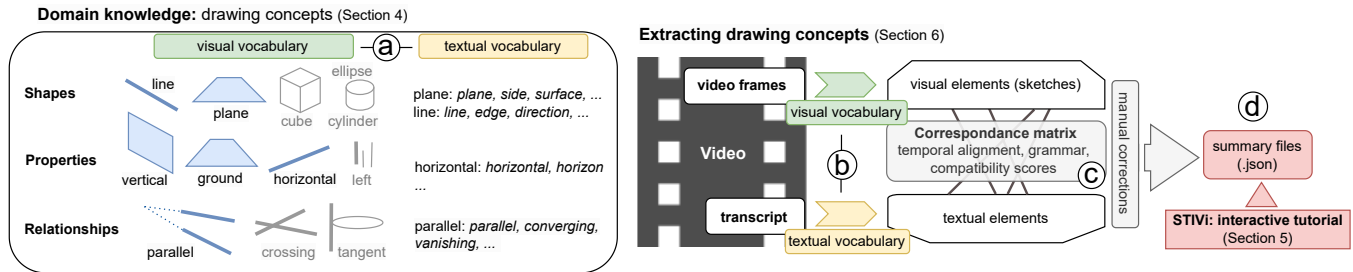 Domain knowledge: drawing concepts (Section 4)
visual vocabulary
a
textual vocabulary
Shapes
line
plane
cube
ellipse
cylinder
plane: plane, side, surface, ...
line: line, edge, direction, ...
Properties
vertical
ground
horizontal
left
horizontal: horizontal, horizon
...
Relationships
parallel
crossing
tangent
parallel: parallel, converging,
vanishing, ...
Extracting drawing concepts (Section 6)
video frames
visual vocabulary
visual elements (sketches)
Video
b
Correspondance matrix
temporal alignment, grammar,
compatibility scores
c
transcript
textual vocabulary
textual elements
manual corrections
d
summary files
(.json)
STIVi: interactive tutorial
(Section 5)